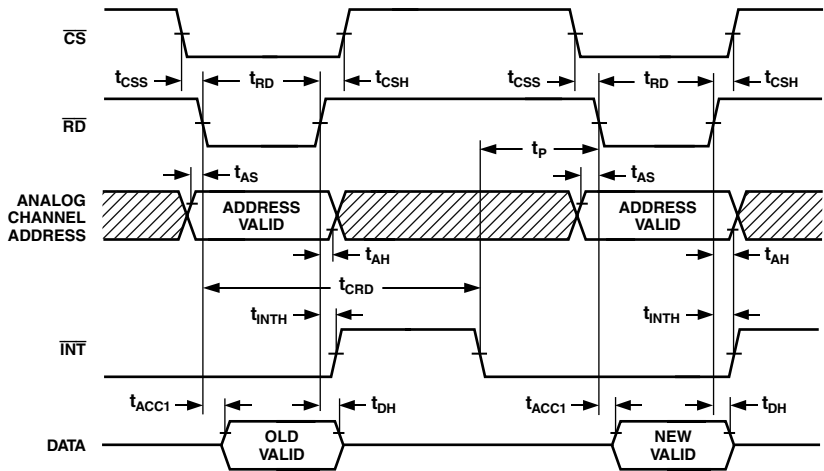 CS
tCSS
tRD
tCSH
tCSS
tRD
tCSH
RD
tP
tAS
tAS
ANALOG
CHANNEL
ADDRESS
ADDRESS
VALID
ADDRESS
VALID
tAH
tAH
tCRD
tINTH
tINTH
INT
tACC1
tDH
tACC1
tDH
DATA
OLD
VALID
NEW
VALID